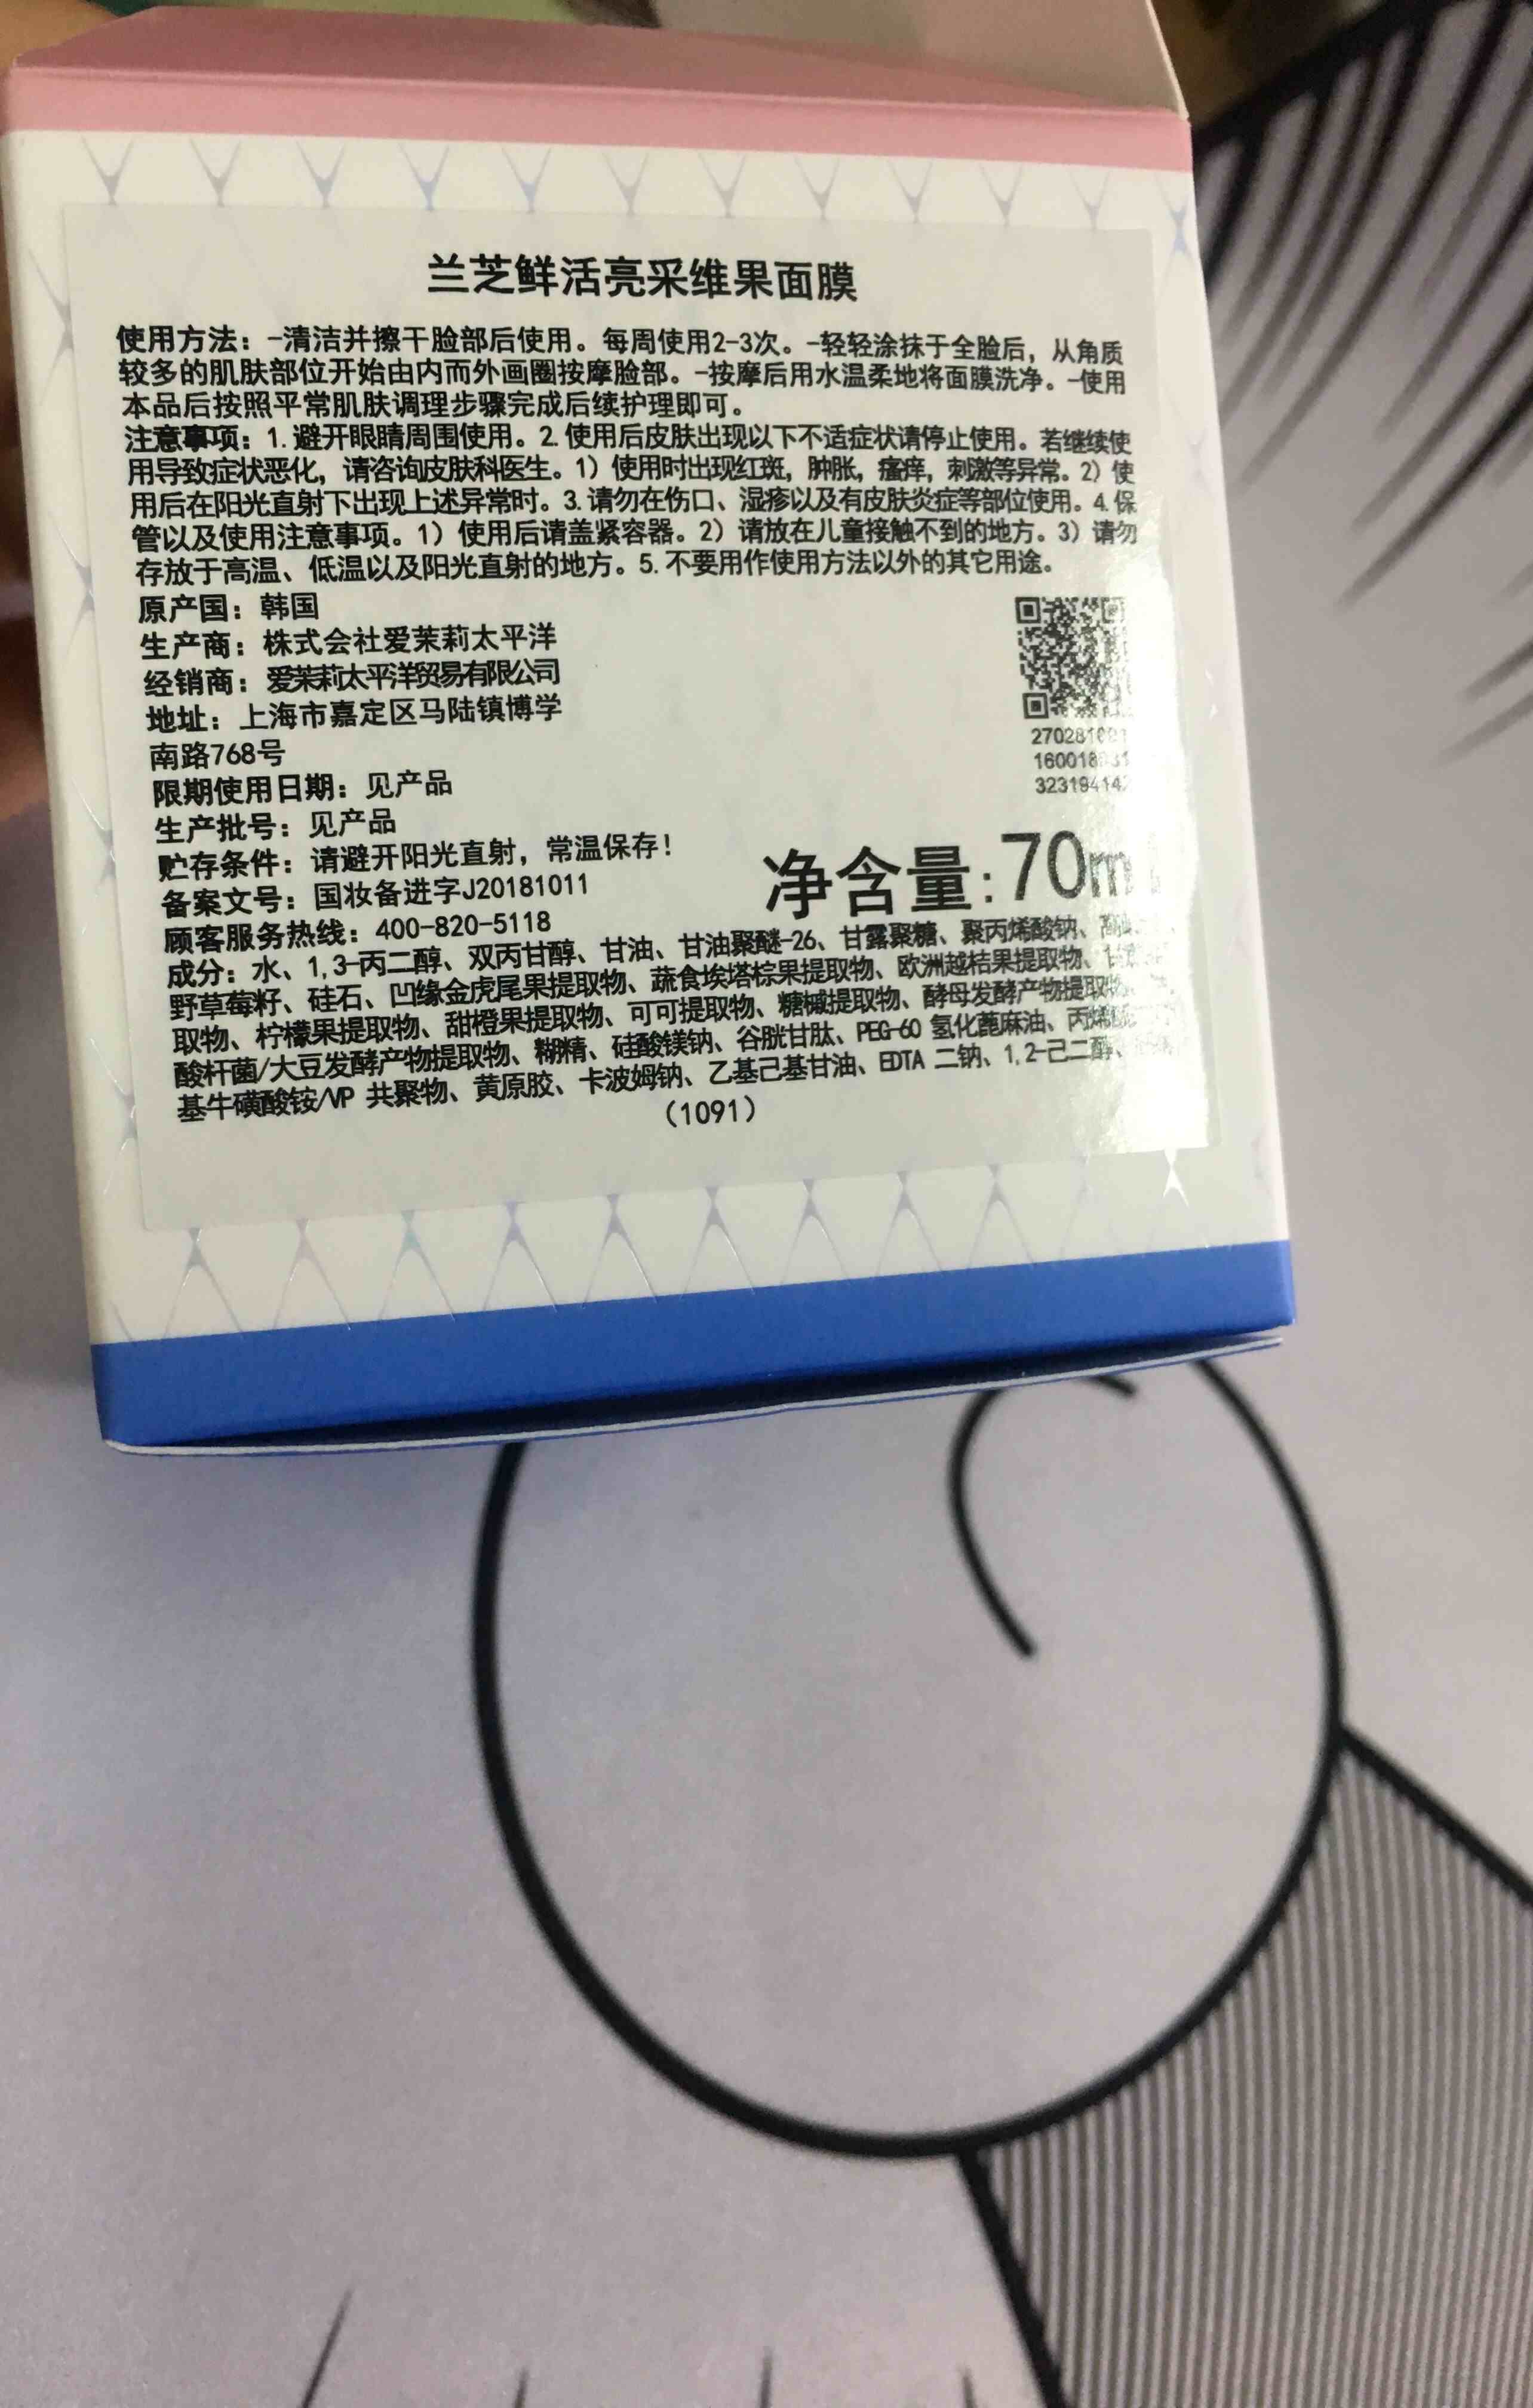 兰芝鲜活亮采维果面膜
使用方法：-清洁并擦干脸部后使用。每周使用2-3次。-轻轻涂抹于全脸后，从角质
较多的肌肤部位开始由内而外画圈按摩脸部。-按摩后用水温柔地将面膜洗净。-使用
本品后按照平常肌肤调理步骤完成后续护理即可。
注意事项：1.避开眼睛周围使用。2.使用后皮肤出现以下不适症状请停止使用。若继续使
用导致症状恶化，请咨询皮肤科医生。1）使用时出现红斑，肿胀，瘙痒，刺激等异常。2）使
用后在阳光直射下出现上述异常时。3.请勿在伤口、湿疹以及有皮肤炎症等部位使用。4.保
管以及使用注意事项。1）使用后请盖紧容器。2）请放在儿童接触不到的地方。3）请勿
存放于高温、低温以及阳光直射的地方。5.不要用作使用方法以外的其它用途。
原产国：韩国
生产商：株式会社爱茉莉太平洋
经销商：爱茉莉太平洋贸易有限公司
地址：上海市嘉定区马陆镇博学
南路768号
限期使用日期：见产品
生产批号：见产品
贮存条件：请避开阳光直射，常温保存！
备案文号：国妆备进字J20181011
顾客服务热线：400-820-5118
净含量:70m
成分：水、1,3-丙二醇、双丙甘醇、甘油、甘油聚醚-26、甘露聚糖、聚丙烯酸钠、
野草莓籽、硅石、凹缘金虎尾果提取物、蔬食埃塔棕果提取物、欧洲越桔果提取物、
取物、柠檬果提取物、甜橙果提取物、可可提取物、糖槭提取物、酵母发酵产物提取物、
酸杆菌/大豆发酵产物提取物、糊精、硅酸镁钠、谷胱甘肽、PEG-60 氢化蓖麻油、
基牛磺酸铵/VP 共聚物、黄原胶、卡波姆钠、乙基己基甘油、EDTA 二钠、1,2-己二醇、
（1091）